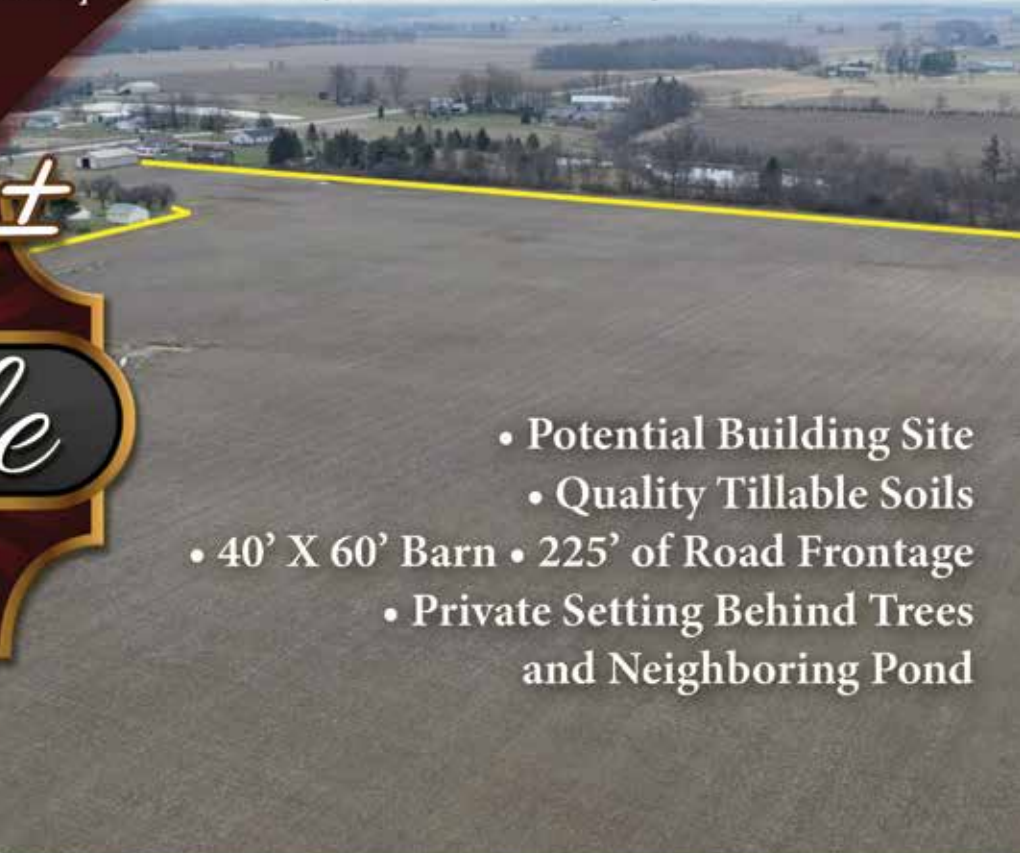 ±
• Potential Building Site
• Quality Tillable Soils
• 40’ X 60’ Barn • 225’ of Road Frontage
• Private Setting Behind Trees
and Neighboring Pond